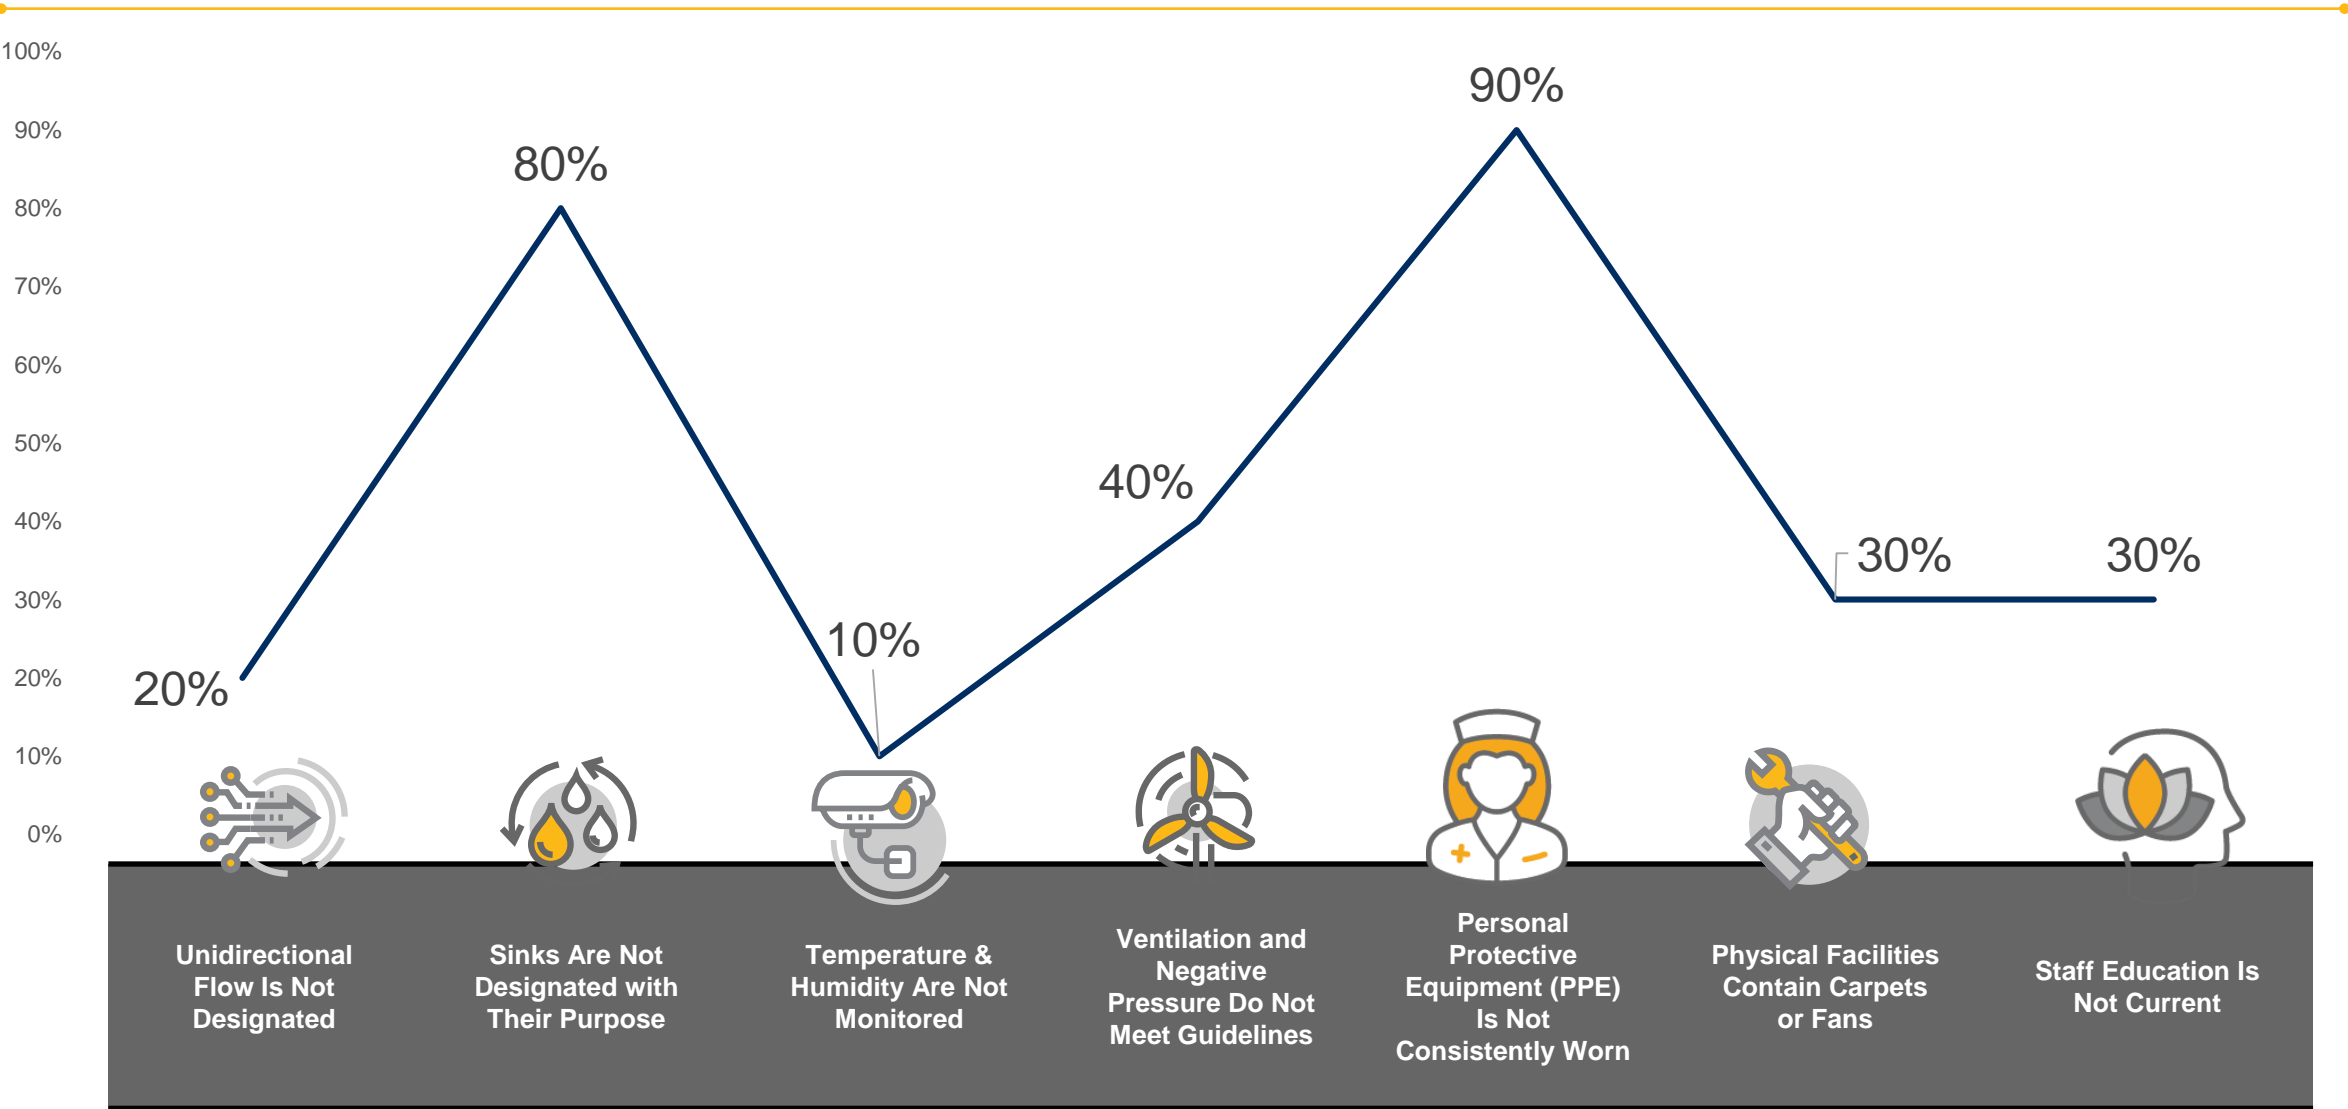 100%
90%
80%
70%
60%
50%
40%
30%
20%
10%
0%
20%
80%
10%
40%
90%
30%
30%
Unidirectional
Flow Is Not
Designated
Sinks Are Not
Designated with
Their Purpose
Temperature &
Humidity Are Not
Monitored
Ventilation and
Negative
Pressure Do Not
Meet Guidelines
Personal
Protective
Equipment (PPE)
Is Not
Consistently Worn
Physical Facilities
Contain Carpets
or Fans
Staff Education Is
Not Current